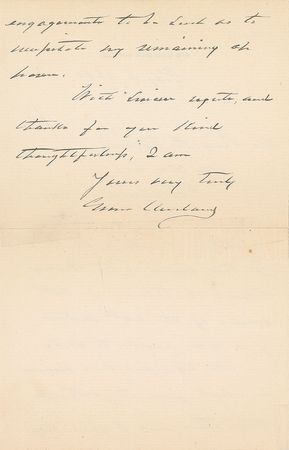 engagements to be such as to
necessitate my remaining at
home.
With sincere regrets, and
thanks for your kind
thoughtfulness, I am
Yours very truly
Grover Cleveland